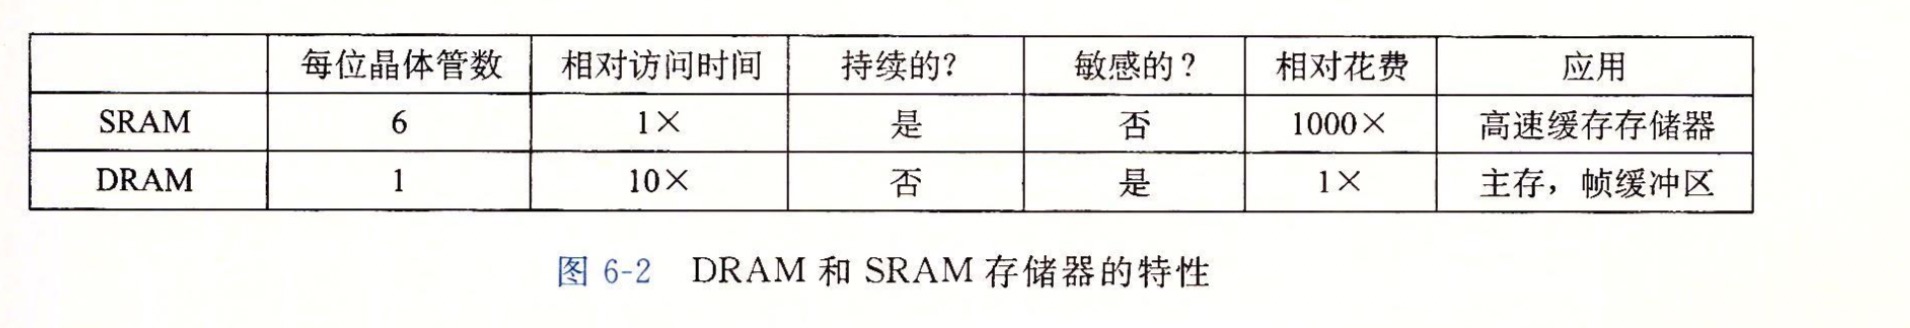 每位晶体管数 相对访问时间 持续的? 敏感的? 相对花费 应用
SRAM 6 1× 是 否 1000× 高速缓存存储器
DRAM 1 10× 否 是 1× 主存，帧缓冲区
图 6-2 DRAM 和 SRAM 存储器的特性